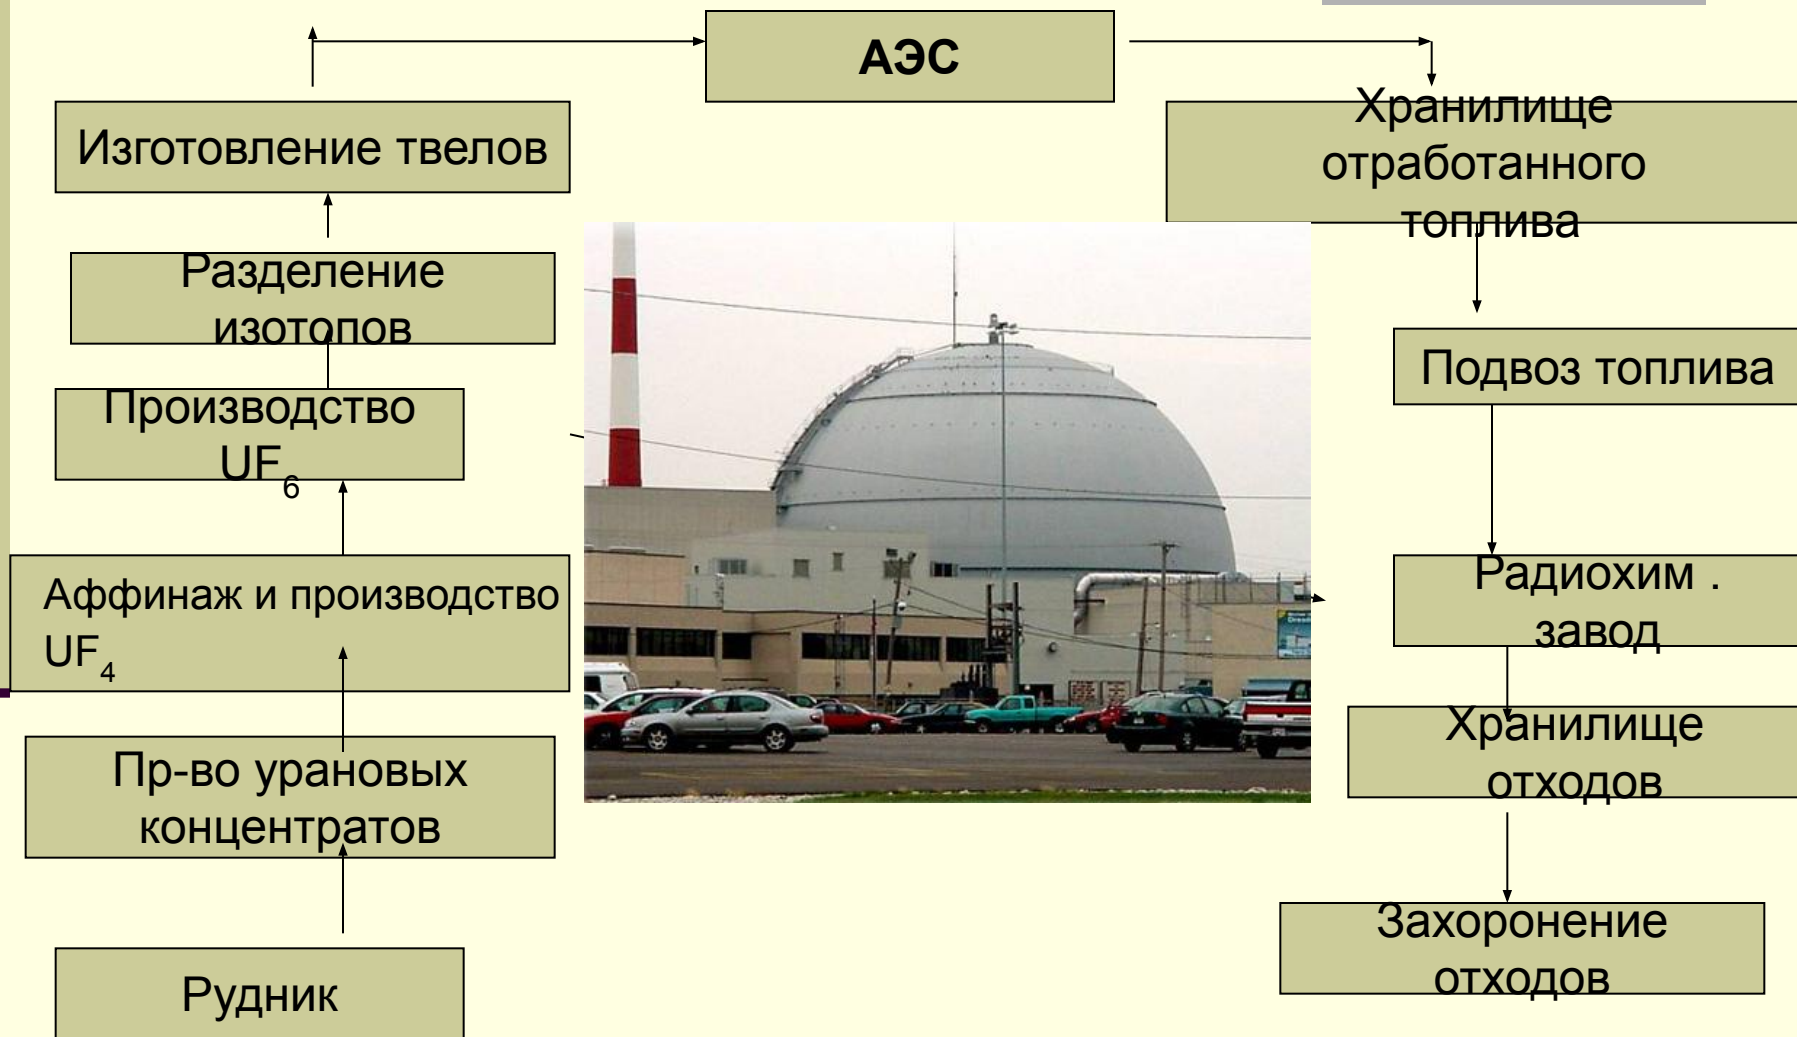 АЭС
Изготовление твелов
Разделение
изотопов
Производство
UF₆
Аффинаж и производство
UF₄
Пр-во урановых
концентратов
Рудник
Хранилище
отработанного
топлива
Подвоз топлива
Радиохим .
завод
Хранилище
отходов
Захоронение
отходов